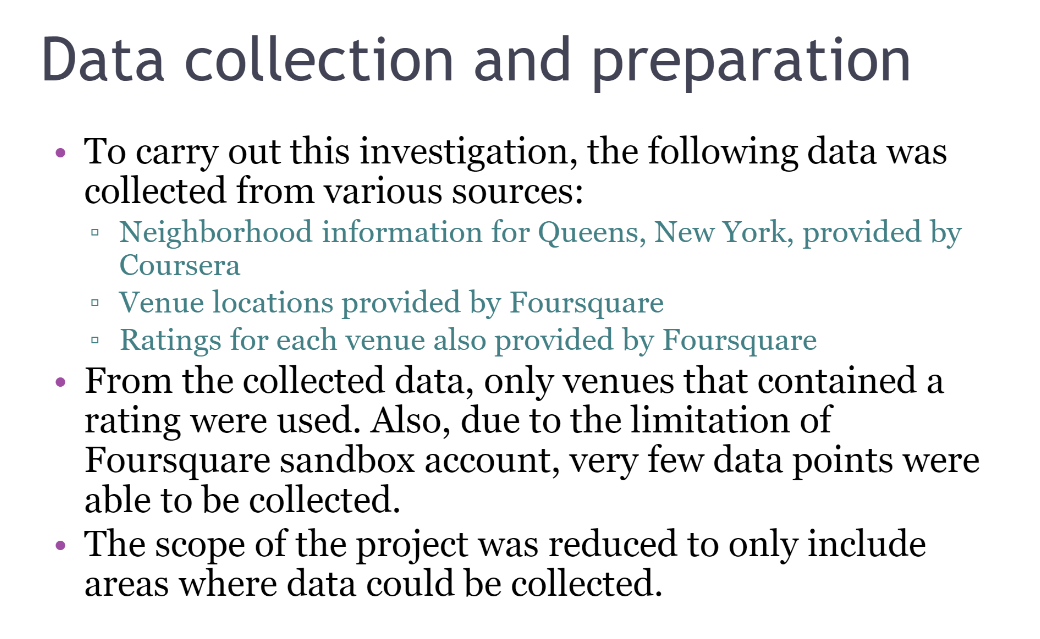 Data collection and preparation
• To carry out this investigation, the following data was
collected from various sources:
▫ Neighborhood information for Queens, New York, provided by
Coursera
▫ Venue locations provided by Foursquare
▫ Ratings for each venue also provided by Foursquare
• From the collected data, only venues that contained a
rating were used. Also, due to the limitation of
Foursquare sandbox account, very few data points were
able to be collected.
• The scope of the project was reduced to only include
areas where data could be collected.